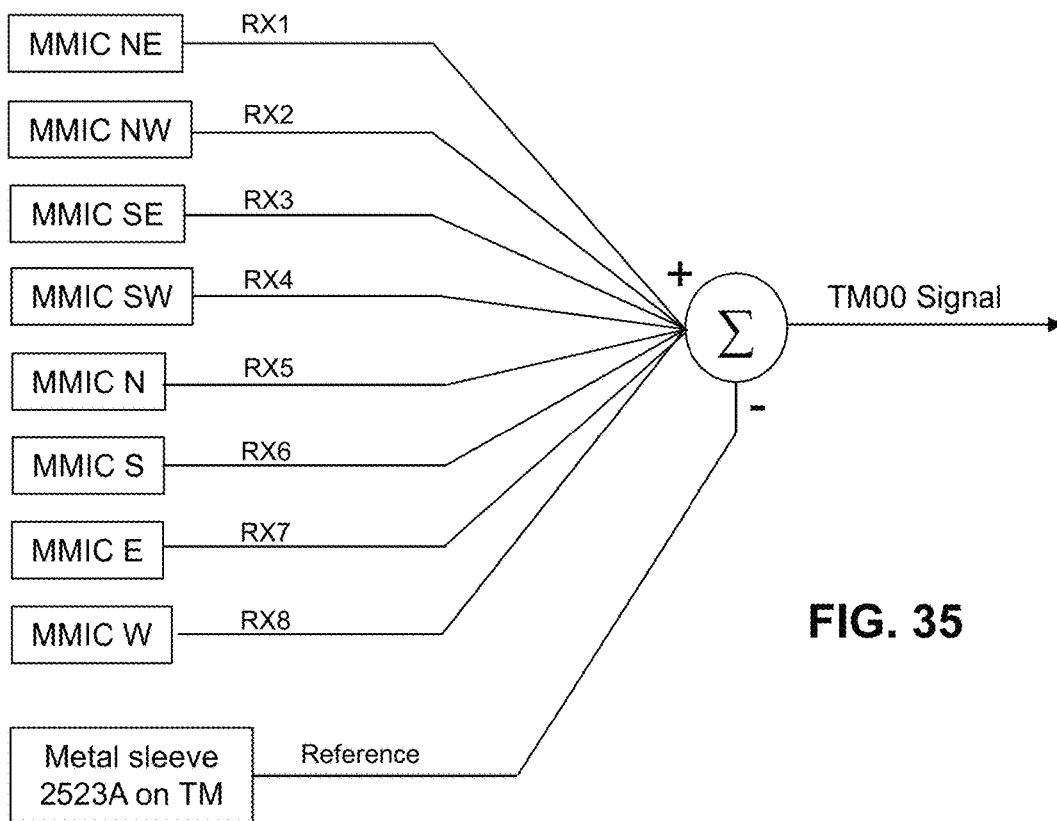 MMIC NE
RX1
MMIC NW
RX2
MMIC SE
RX3
MMIC SW
RX4
MMIC N
RX5
MMIC S
RX6
MMIC E
RX7
MMIC W
RX8
Metal sleeve
2523A on TM
Reference
+
Σ
-
TM00 Signal
FIG. 35